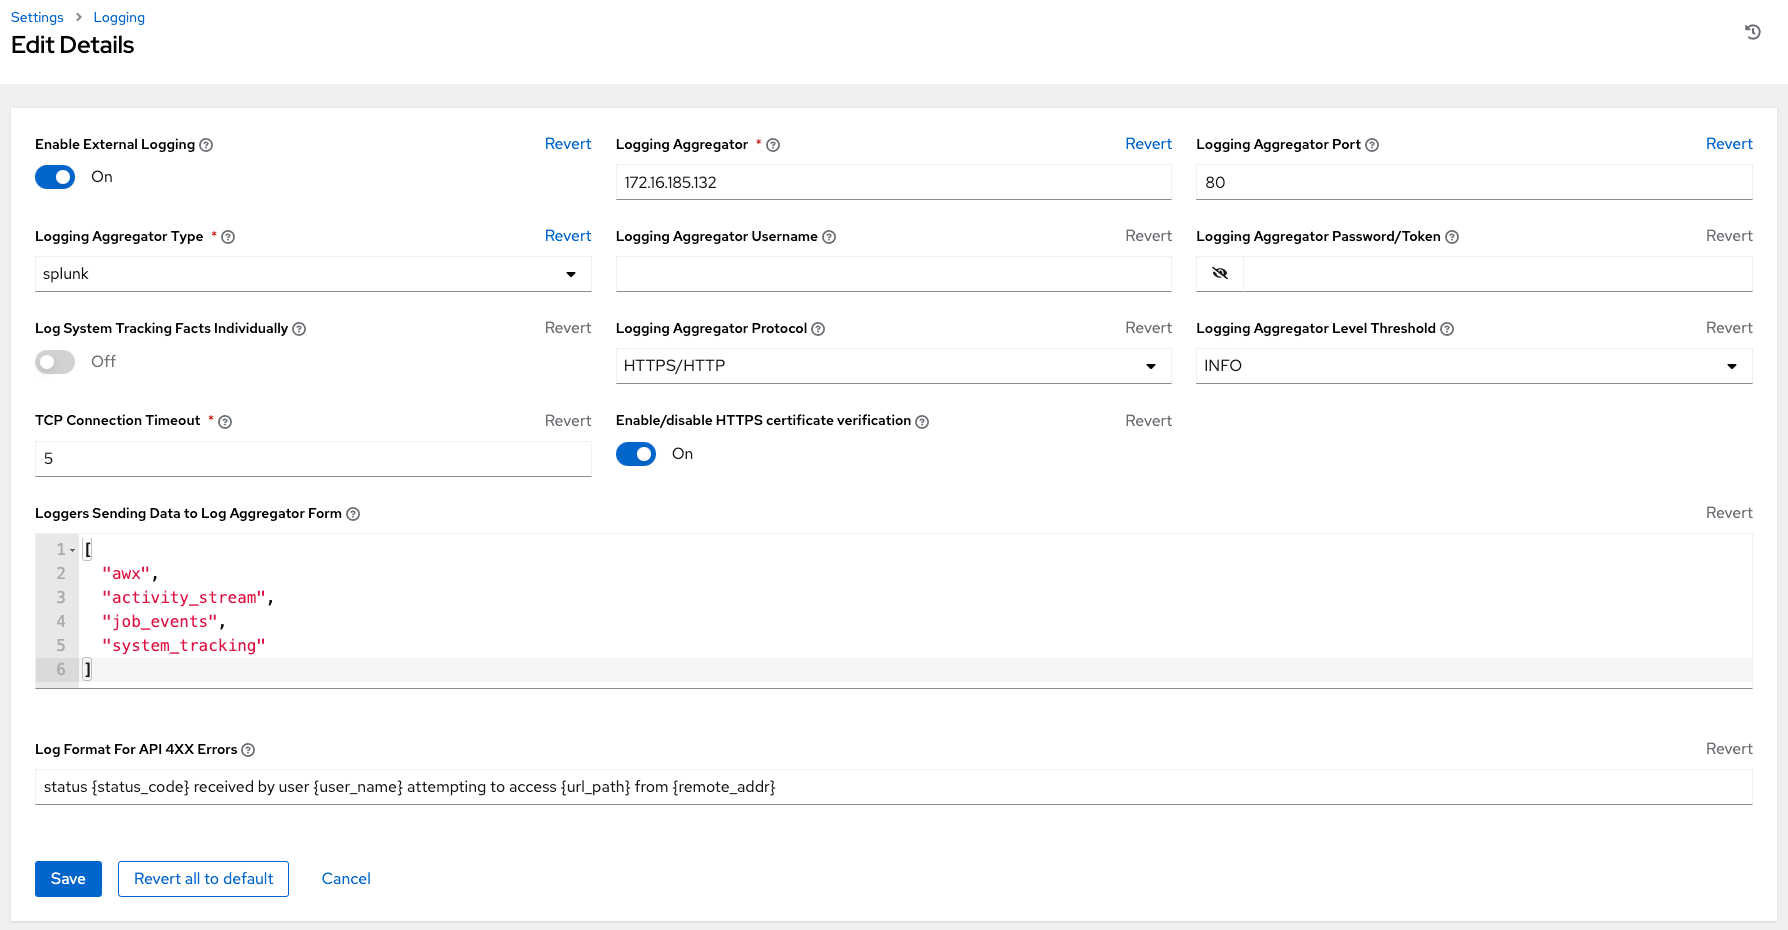 Settings > Logging
Edit Details
Enable External Logging Revert
On
Logging Aggregator * Revert
172.16.185.132
Logging Aggregator Port Revert
80
Logging Aggregator Type * Revert
splunk
Logging Aggregator Username Revert
Logging Aggregator Password/Token Revert
Log System Tracking Facts Individually Revert
Off
Logging Aggregator Protocol Revert
HTTPS/HTTP
Logging Aggregator Level Threshold Revert
INFO
TCP Connection Timeout * Revert
5
Enable/disable HTTPS certificate verification Revert
On
Loggers Sending Data to Log Aggregator Form Revert
1 [
2 "awx",
3 "activity_stream",
4 "job_events",
5 "system_tracking"
6 ]
Log Format For API 4XX Errors Revert
status {status_code} received by user {user_name} attempting to access {url_path} from {remote_addr}
Save Revert all to default Cancel